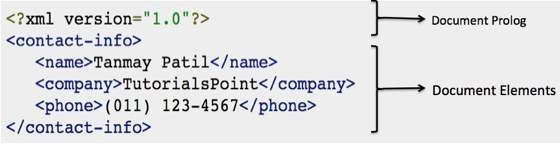 <?xml version="1.0"?>
Document Prolog
<contact-info>
<name>Tanmay Patil</name>
<company>TutorialsPoint</company>
<phone>(011) 123-4567</phone>
Document Elements
</contact-info>